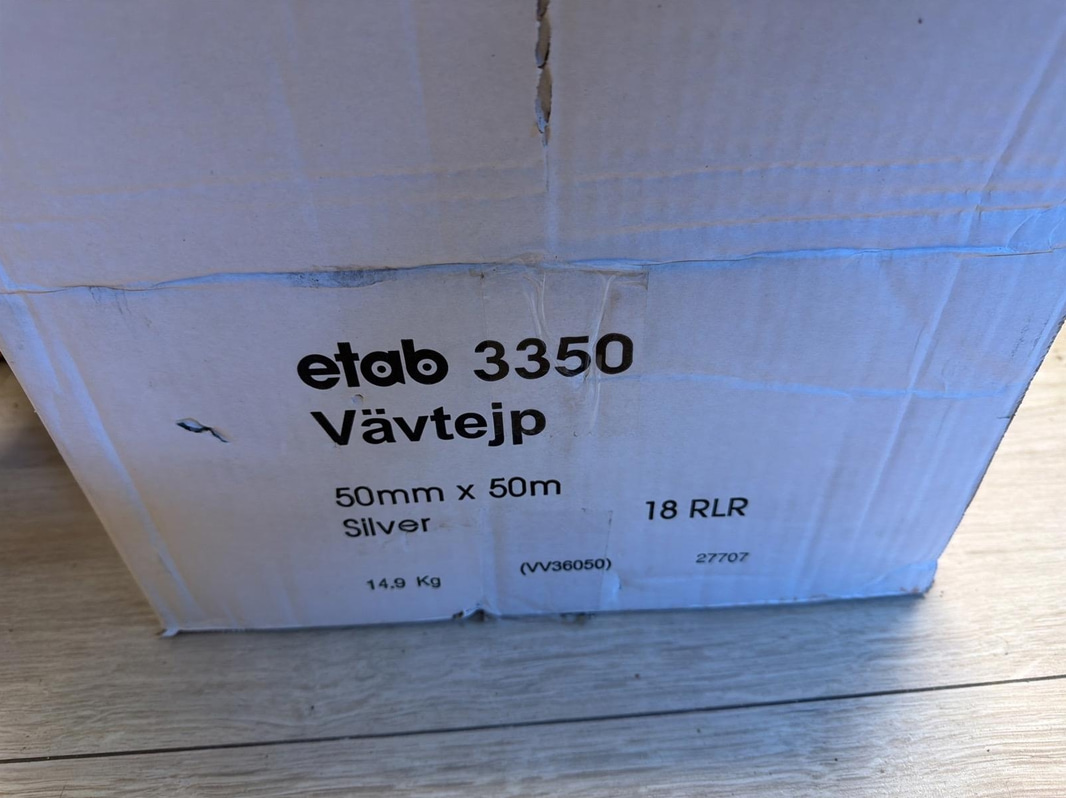 etab 3350
Vävtejp
50mm x 50m
Silver
18 RLR
14,9 Kg
(VV36050)
27707